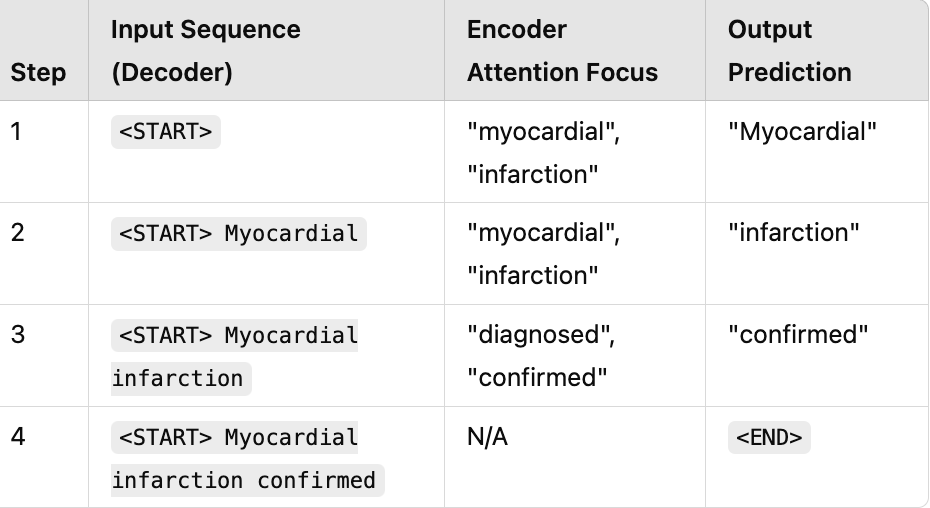 Step Input Sequence (Decoder) Encoder Attention Focus Output Prediction
1 <START> "myocardial", "infarction" "Myocardial"
2 <START> Myocardial "myocardial", "infarction" "infarction"
3 <START> Myocardial infarction "diagnosed", "confirmed" "confirmed"
4 <START> Myocardial infarction confirmed N/A <END>